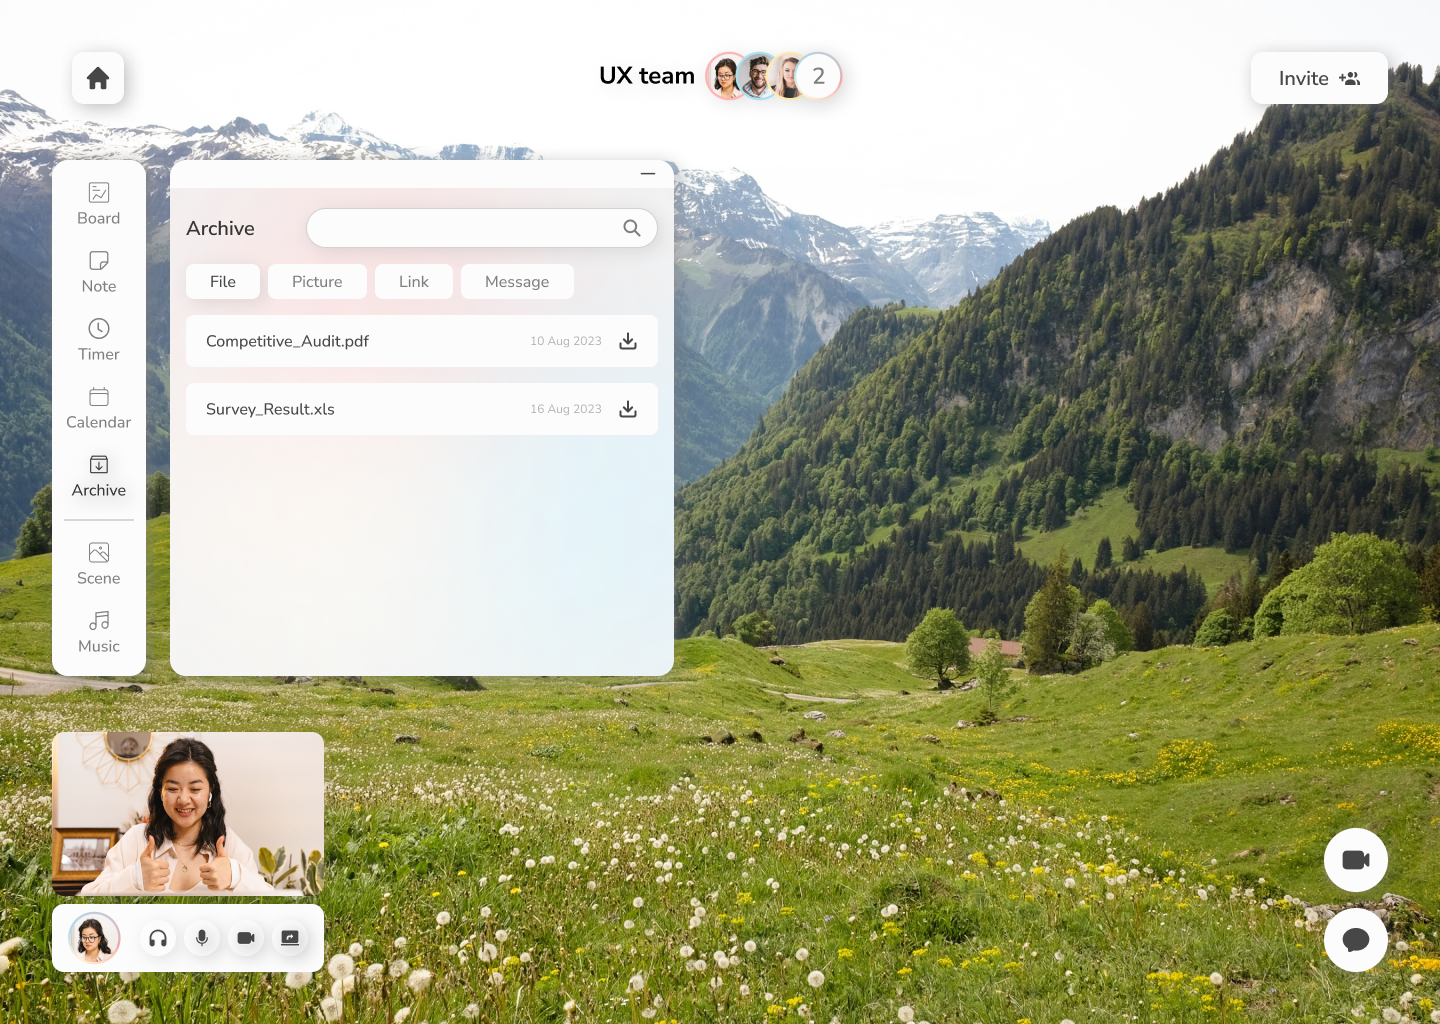 UX team 2
Invite
Board
Note
Timer
Calendar
Archive
Scene
Music
Archive
File Picture Link Message
Competitive_Audit.pdf 10 Aug 2023
Survey_Result.xls 16 Aug 2023